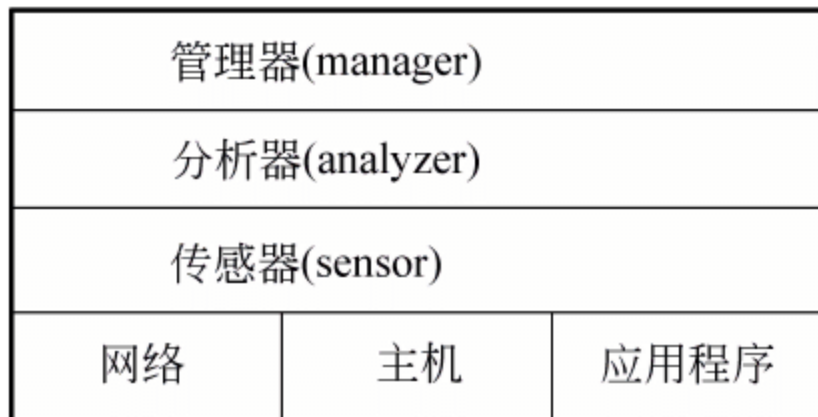 管理器(manager)
分析器(analyzer)
传感器(sensor)
网络 主机 应用程序